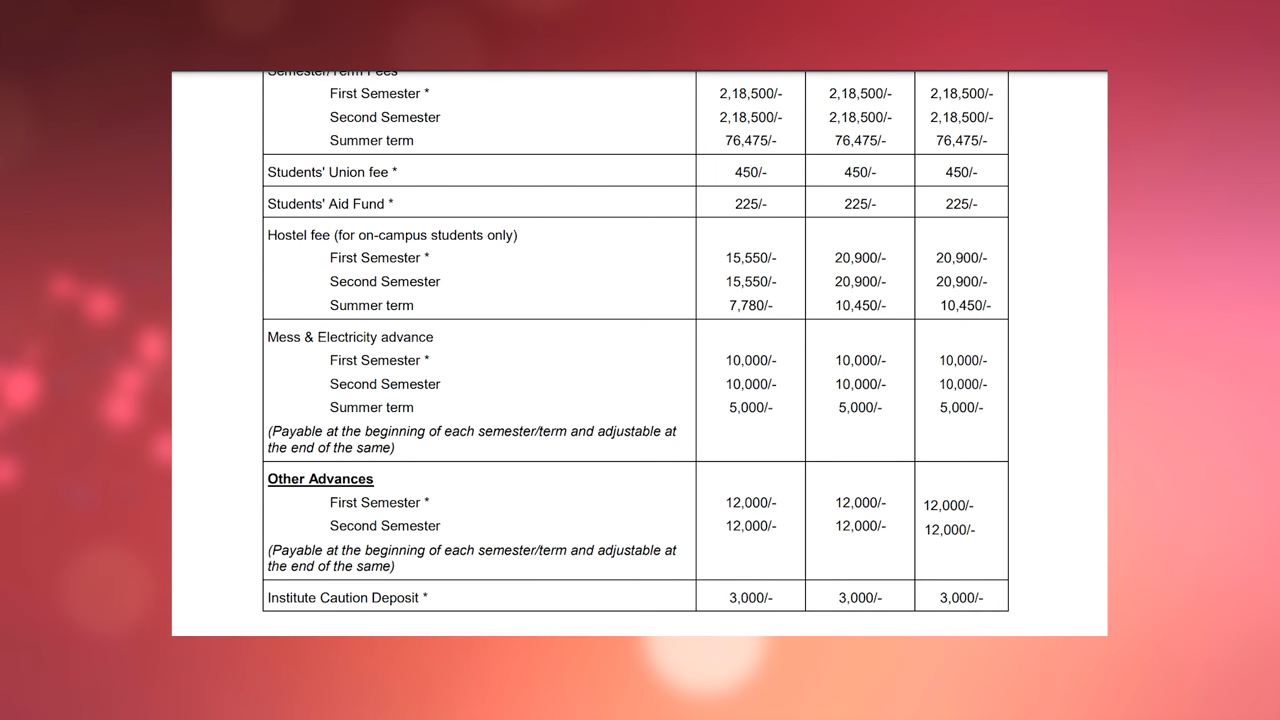 Semester/Term Fees
First Semester * 2,18,500/- 2,18,500/- 2,18,500/-
Second Semester 2,18,500/- 2,18,500/- 2,18,500/-
Summer term 76,475/- 76,475/- 76,475/-
Students' Union fee * 450/- 450/- 450/-
Students' Aid Fund * 225/- 225/- 225/-
Hostel fee (for on-campus students only)
First Semester * 15,550/- 20,900/- 20,900/-
Second Semester 15,550/- 20,900/- 20,900/-
Summer term 7,780/- 10,450/- 10,450/-
Mess & Electricity advance
First Semester * 10,000/- 10,000/- 10,000/-
Second Semester 10,000/- 10,000/- 10,000/-
Summer term 5,000/- 5,000/- 5,000/-
(Payable at the beginning of each semester/term and adjustable at
the end of the same)
Other Advances
First Semester * 12,000/- 12,000/- 12,000/-
Second Semester 12,000/- 12,000/- 12,000/-
(Payable at the beginning of each semester/term and adjustable at
the end of the same)
Institute Caution Deposit * 3,000/- 3,000/- 3,000/-